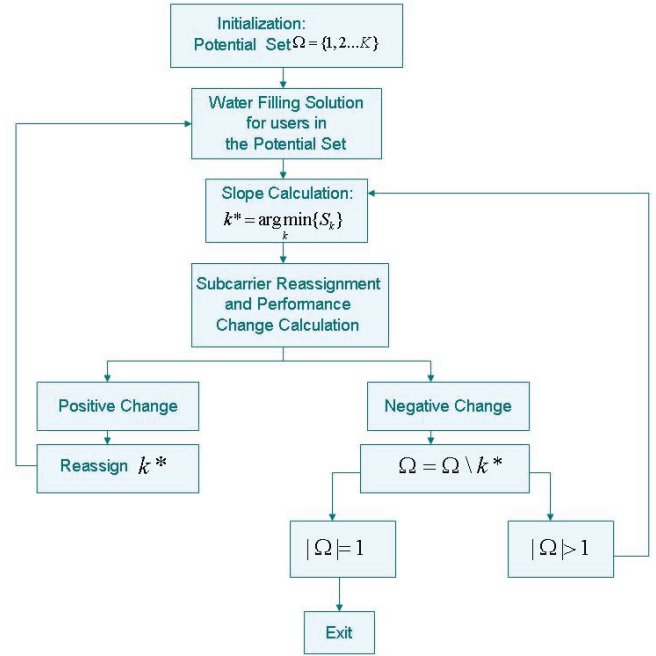 Initialization:
Potential Set Ω = {1,2...K}
Water Filling Solution
for users in
the Potential Set
Slope Calculation:
k* = arg min{S_k}
k
Subcarrier Reassignment
and Performance
Change Calculation
Positive Change
Negative Change
Reassign k*
Ω = Ω \ k*
|Ω|=1
|Ω|>1
Exit